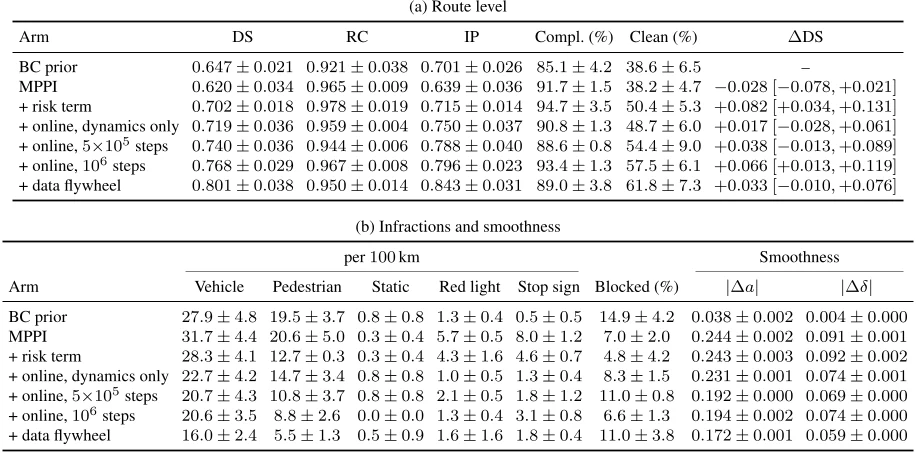 (a) Route level
Arm DS RC IP Compl. (%) Clean (%) ΔDS
BC prior 0.647 ± 0.021 0.921 ± 0.038 0.701 ± 0.026 85.1 ± 4.2 38.6 ± 6.5 –
MPPI 0.620 ± 0.034 0.965 ± 0.009 0.639 ± 0.036 91.7 ± 1.5 38.2 ± 4.7 −0.028 [−0.078, +0.021]
+ risk term 0.702 ± 0.018 0.978 ± 0.019 0.715 ± 0.014 94.7 ± 3.5 50.4 ± 5.3 +0.082 [+0.034, +0.131]
+ online, dynamics only 0.719 ± 0.036 0.959 ± 0.004 0.750 ± 0.037 90.8 ± 1.3 48.7 ± 6.0 +0.017 [−0.028, +0.061]
+ online, 5×10⁵ steps 0.740 ± 0.036 0.944 ± 0.006 0.788 ± 0.040 88.6 ± 0.8 54.4 ± 9.0 +0.038 [−0.013, +0.089]
+ online, 10⁶ steps 0.768 ± 0.029 0.967 ± 0.008 0.796 ± 0.023 93.4 ± 1.3 57.5 ± 6.1 +0.066 [+0.013, +0.119]
+ data flywheel 0.801 ± 0.038 0.950 ± 0.014 0.843 ± 0.031 89.0 ± 3.8 61.8 ± 7.3 +0.033 [−0.010, +0.076]
(b) Infractions and smoothness
per 100 km Smoothness
Arm Vehicle Pedestrian Static Red light Stop sign Blocked (%) |Δa| |Δδ|
BC prior 27.9 ± 4.8 19.5 ± 3.7 0.8 ± 0.8 1.3 ± 0.4 0.5 ± 0.5 14.9 ± 4.2 0.038 ± 0.002 0.004 ± 0.000
MPPI 31.7 ± 4.4 20.6 ± 5.0 0.3 ± 0.4 5.7 ± 0.5 8.0 ± 1.2 7.0 ± 2.0 0.244 ± 0.002 0.091 ± 0.001
+ risk term 28.3 ± 4.1 12.7 ± 0.3 0.3 ± 0.4 4.3 ± 1.6 4.6 ± 0.7 4.8 ± 4.2 0.243 ± 0.003 0.092 ± 0.002
+ online, dynamics only 22.7 ± 4.2 14.7 ± 3.4 0.8 ± 0.8 1.0 ± 0.5 1.3 ± 0.4 8.3 ± 1.5 0.231 ± 0.001 0.074 ± 0.001
+ online, 5×10⁵ steps 20.7 ± 4.3 10.8 ± 3.7 0.8 ± 0.8 2.1 ± 0.5 1.8 ± 1.2 11.0 ± 0.8 0.192 ± 0.000 0.069 ± 0.000
+ online, 10⁶ steps 20.6 ± 3.5 8.8 ± 2.6 0.0 ± 0.0 1.3 ± 0.4 3.1 ± 0.8 6.6 ± 1.3 0.194 ± 0.002 0.074 ± 0.000
+ data flywheel 16.0 ± 2.4 5.5 ± 1.3 0.5 ± 0.9 1.6 ± 1.6 1.8 ± 0.4 11.0 ± 3.8 0.172 ± 0.001 0.059 ± 0.000